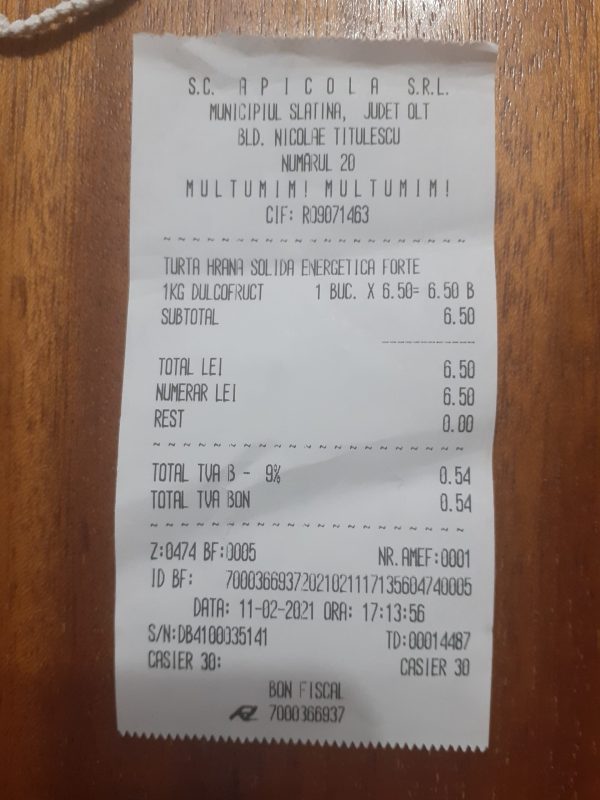 S.C. A P I C O L A S.R.L.
MUNICIPIUL SLATINA, JUDET OLT
BLD. NICOLAE TITULESCU
NUMARUL 20
M U L T U M I M ! M U L T U M I M !
CIF: RO9071463
~ ~ ~ ~ ~ ~ ~ ~ ~ ~ ~ ~ ~ ~ ~ ~ ~ ~ ~ ~ ~
TURTA HRANA SOLIDA ENERGETICA FORTE
1KG DULCOFRUCT 1 BUC. X 6.50= 6.50 B
SUBTOTAL 6.50
------------
TOTAL LEI 6.50
NUMERAR LEI 6.50
REST 0.00
~ ~ ~ ~ ~ ~ ~ ~ ~ ~ ~ ~ ~ ~ ~ ~ ~ ~ ~ ~ ~
TOTAL TVA B - 9% 0.54
TOTAL TVA BON 0.54
~ ~ ~ ~ ~ ~ ~ ~ ~ ~ ~ ~ ~ ~ ~ ~ ~ ~ ~ ~ ~
Z:0474 BF:0005 NR.AMEF:0001
ID BF: 70003669372021021117135604740005
DATA: 11-02-2021 ORA: 17:13:56
S/N:DB4100035141 TD:00014487
CASIER 30: CASIER 30
BON FISCAL
7000366937